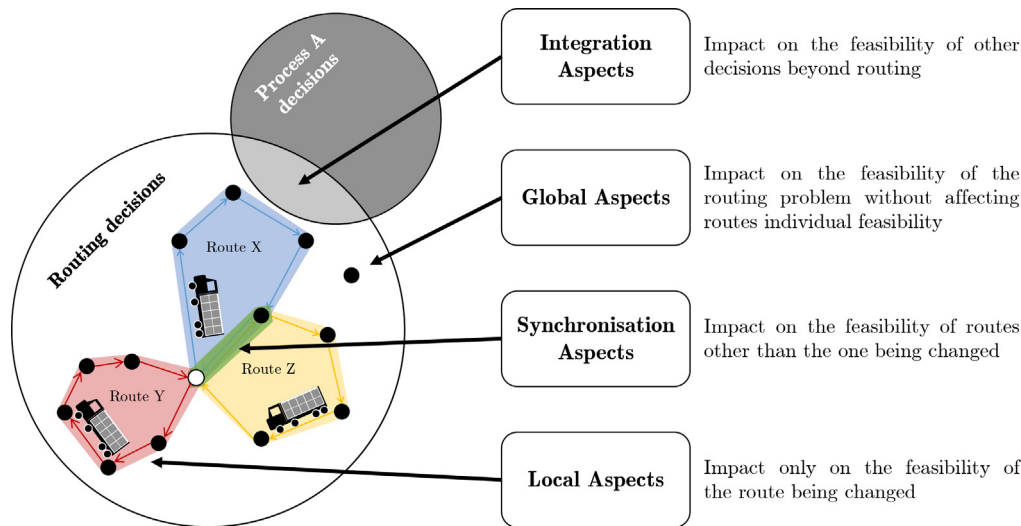 Process A
decisions
Routing decisions
Route X
Route Y
Route Z
Integration
Aspects
Impact on the feasibility of other
decisions beyond routing
Global Aspects
Impact on the feasibility of the
routing problem without affecting
routes individual feasibility
Synchronisation
Aspects
Impact on the feasibility of routes
other than the one being changed
Local Aspects
Impact only on the feasibility of
the route being changed